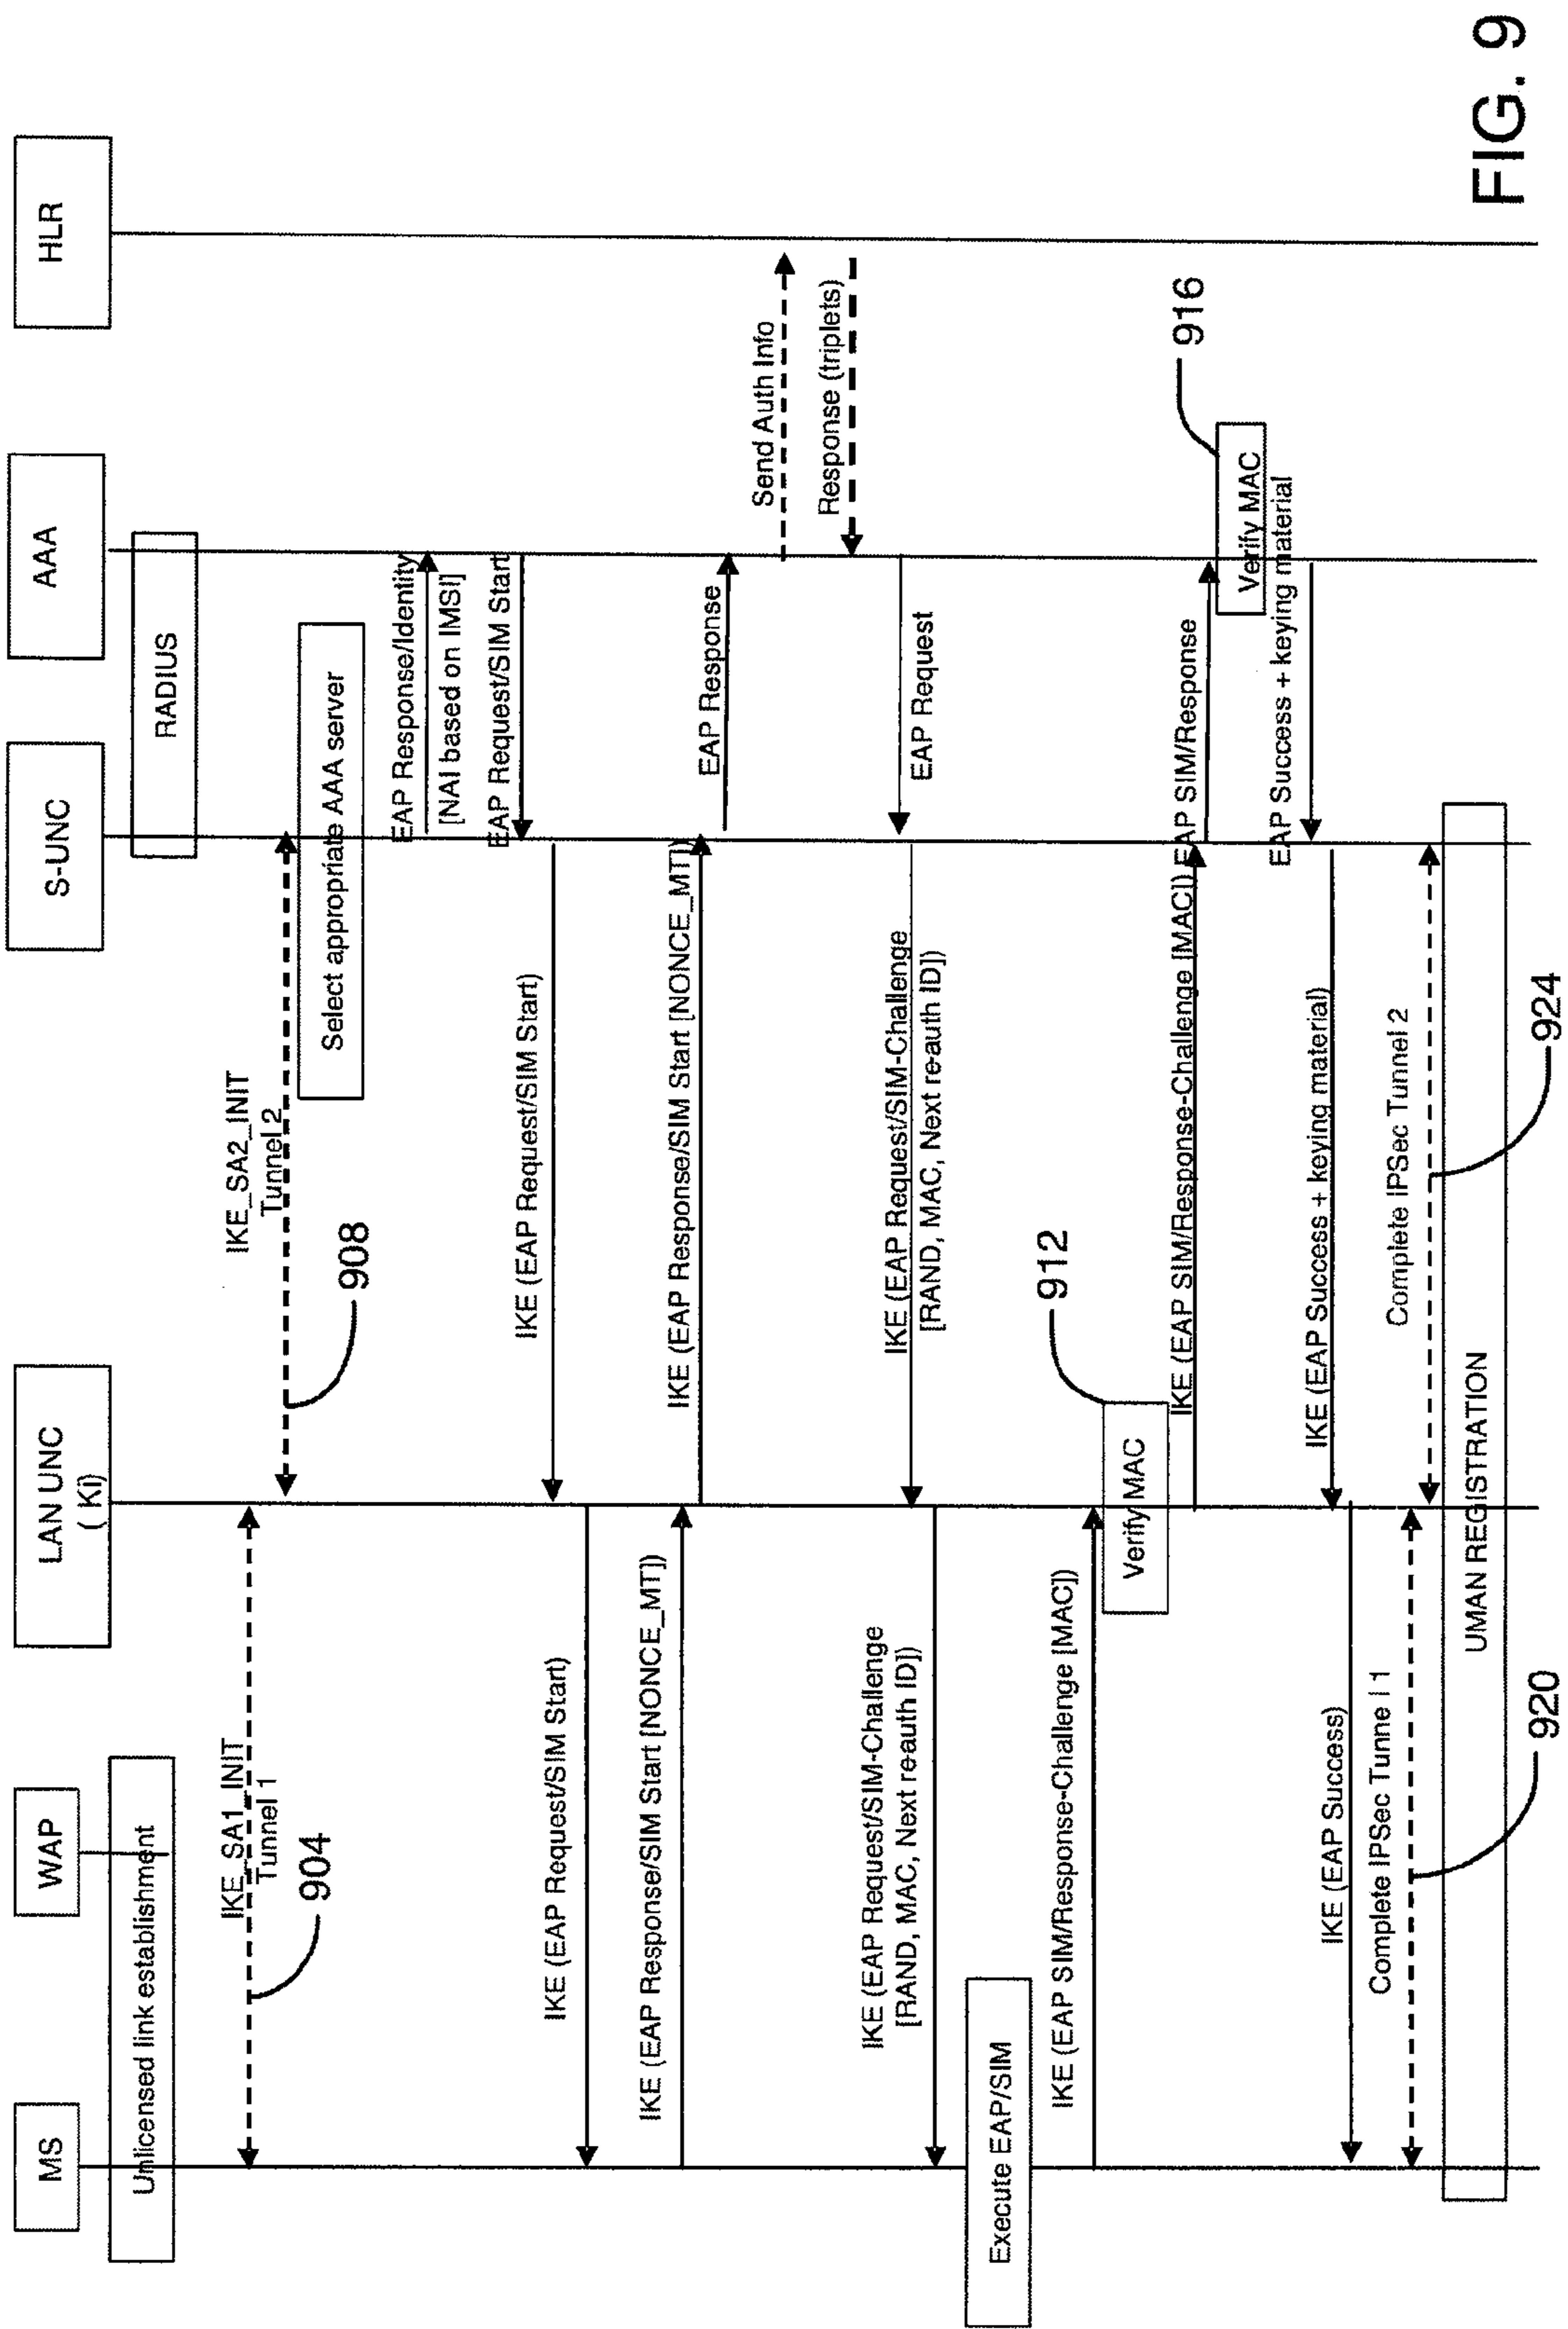 MS
WAP
LAN UNC
( Ki)
S-UNC
AAA
HLR
Unlicensed link establishment
RADIUS
IKE_SA1_INIT
Tunnel 1
904
IKE_SA2_INIT
Tunnel 2
908
Select appropriate AAA server
EAP Response/Identity
[NAI based on IMSI]
EAP Request/SIM Start
IKE (EAP Request/SIM Start)
IKE (EAP Request/SIM Start)
IKE (EAP Response/SIM Start [NONCE_MT])
IKE (EAP Response/SIM Start [NONCE_MT])
EAP Response
Send Auth Info
Response (triplets)
EAP Request
IKE (EAP Request/SIM-Challenge
[RAND, MAC, Next re-auth ID])
IKE (EAP Request/SIM-Challenge
[RAND, MAC, Next re-auth ID])
Execute EAP/SIM
IKE (EAP SIM/Response-Challenge [MAC])
912
Verify MAC
IKE (EAP SIM/Response-Challenge [MAC])
EAP SIM/Response
916
Verify MAC
EAP Success + keying material
IKE (EAP Success + keying material)
IKE (EAP Success)
Complete IPSec Tunnel 1
Complete IPSec Tunnel 2
UMAN REGISTRATION
920
924
FIG. 9